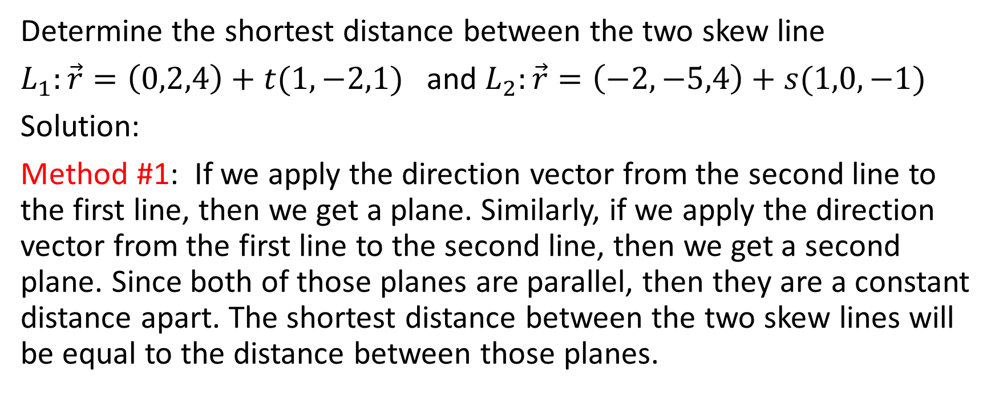 Determine the shortest distance between the two skew line
L₁: r⃗ = (0,2,4) + t(1, −2,1)  and L₂: r⃗ = (−2, −5,4) + s(1,0, −1)
Solution:
Method #1:  If we apply the direction vector from the second line to
the first line, then we get a plane. Similarly, if we apply the direction
vector from the first line to the second line, then we get a second
plane. Since both of those planes are parallel, then they are a constant
distance apart. The shortest distance between the two skew lines will
be equal to the distance between those planes.